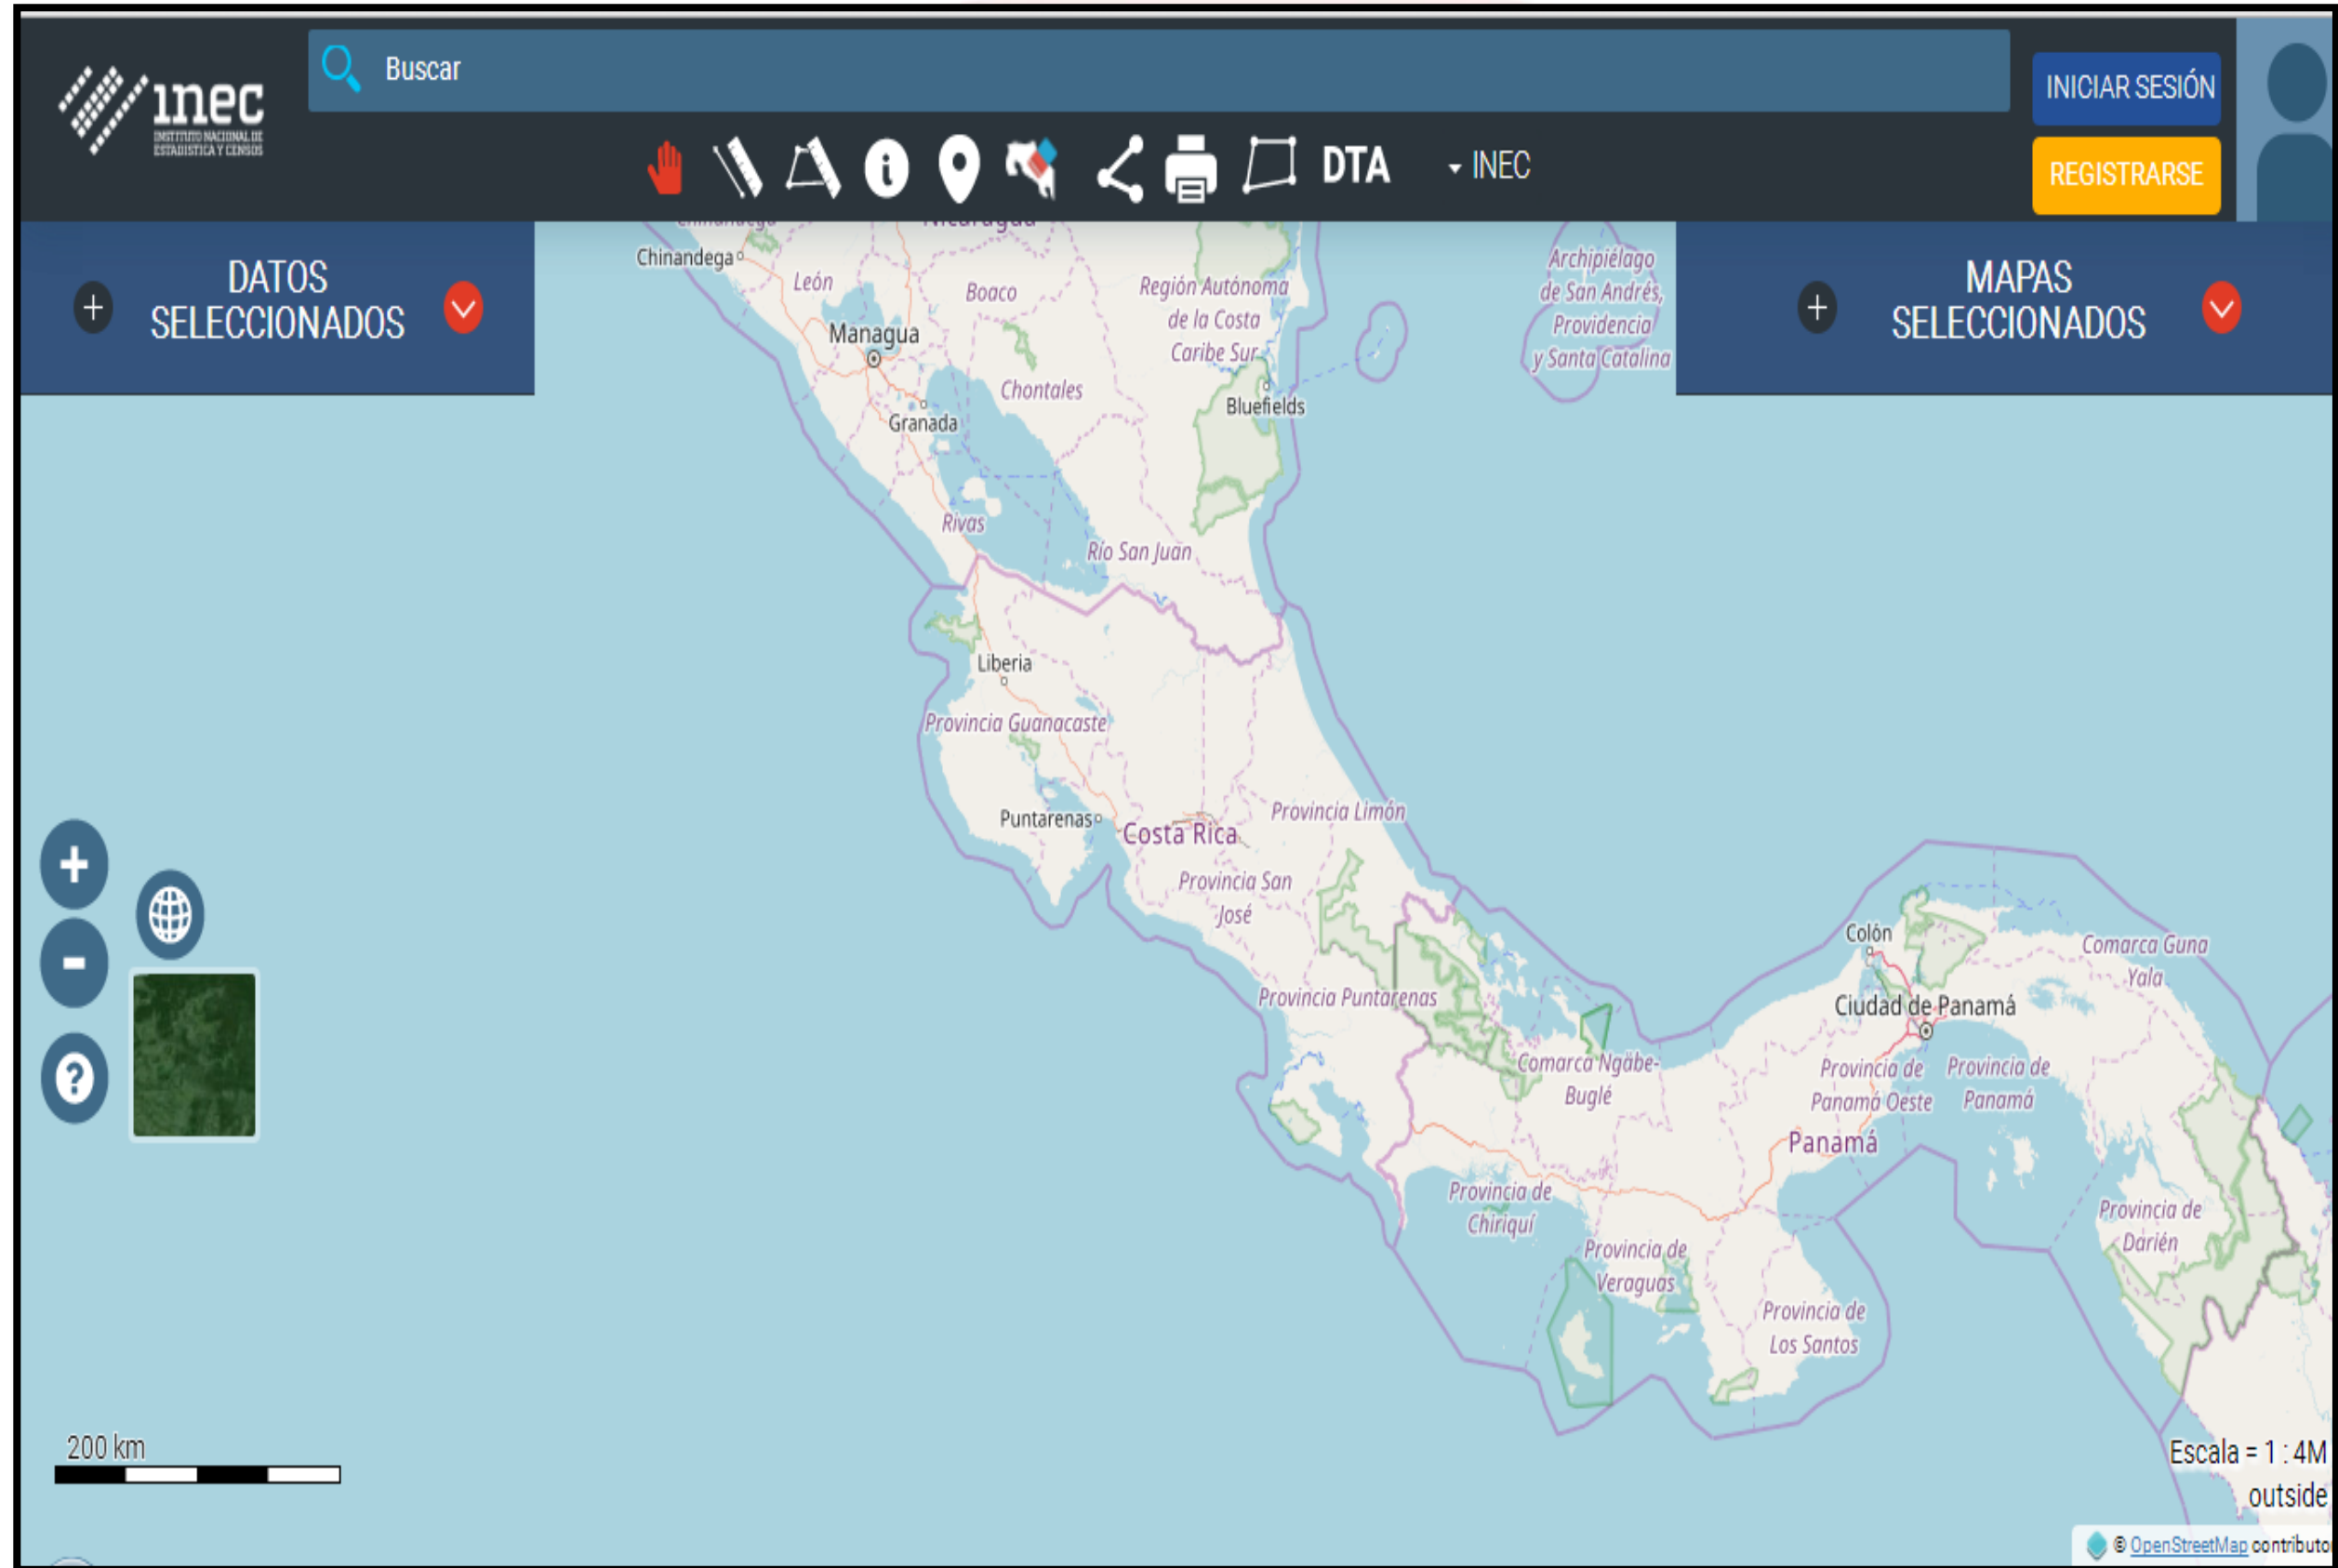 inec
INSTITUTO NACIONAL DE
ESTADISTICA Y CENSOS
Buscar
INICIAR SESIÓN
REGISTRARSE
DTA
INEC
DATOS
SELECCIONADOS
MAPAS
SELECCIONADOS
Chinandega
Nicaragua
Chinandega
León
Boaco
Región Autónoma
de la Costa
Caribe Sur
Archipiélago
de San Andrés,
Providencia
y Santa Catalina
Managua
Chontales
Granada
Bluefields
Rivas
Río San Juan
Liberia
Provincia Guanacaste
Puntarenas
Costa Rica
Provincia Limón
Provincia San
José
Provincia Puntarenas
Colón
Comarca Guna
Yala
Ciudad de Panamá
Comarca Ngäbe-
Buglé
Provincia de
Panamá Oeste
Provincia de
Panamá
Panamá
Provincia de
Chiriquí
Provincia de
Veraguas
Provincia de
Los Santos
Provincia de
Darién
200 km
Escala = 1 : 4M
outside
© OpenStreetMap contributo